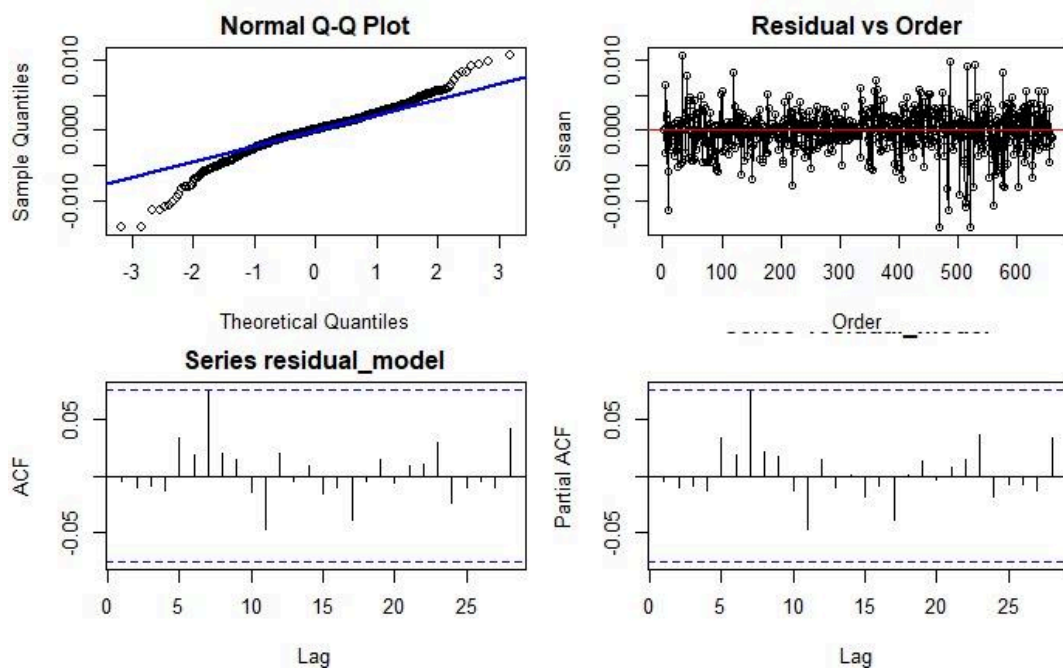 Normal Q-Q Plot
Sample Quantiles
-0.010 0.000 0.010
-3 -2 -1 0 1 2 3
Theoretical Quantiles
Residual vs Order
Sisaan
-0.010 0.000 0.010
0 100 200 300 400 500 600
Order
Series residual_model
ACF
-0.05 0.05
0 5 10 15 20 25
Lag
Partial ACF
-0.05 0.05
0 5 10 15 20 25
Lag